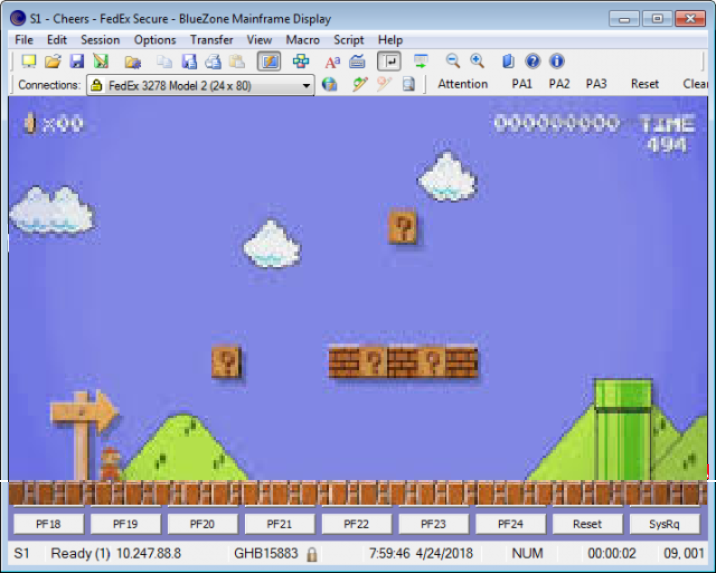 S1 - Cheers - FedEx Secure - BlueZone Mainframe Display
File Edit Session Options Transfer View Macro Script Help
Connections: FedEx 3278 Model 2 (24 x 80) Attention PA1 PA2 PA3 Reset Clear
x00 000000000 TIME
494
?
? ? ?
PF18 PF19 PF20 PF21 PF22 PF23 PF24 Reset SysRq
S1 Ready (1) 10.247.88.8 GHB15883 7:59:46 4/24/2018 NUM 00:00:02 09,001